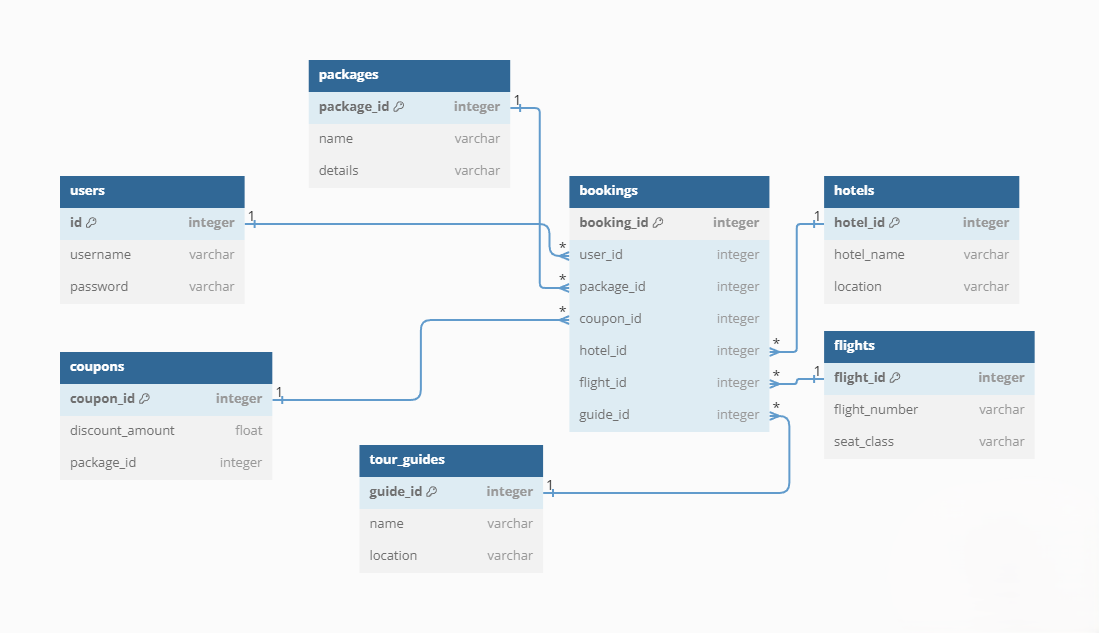 packages
package_id integer
name varchar
details varchar
1
users
id integer
username varchar
password varchar
1
bookings
booking_id integer
user_id integer
package_id integer
coupon_id integer
hotel_id integer
flight_id integer
guide_id integer
*
*
*
*
*
*
hotels
hotel_id integer
hotel_name varchar
location varchar
1
flights
flight_id integer
flight_number varchar
seat_class varchar
1
coupons
coupon_id integer
discount_amount float
package_id integer
1
tour_guides
guide_id integer
name varchar
location varchar
1